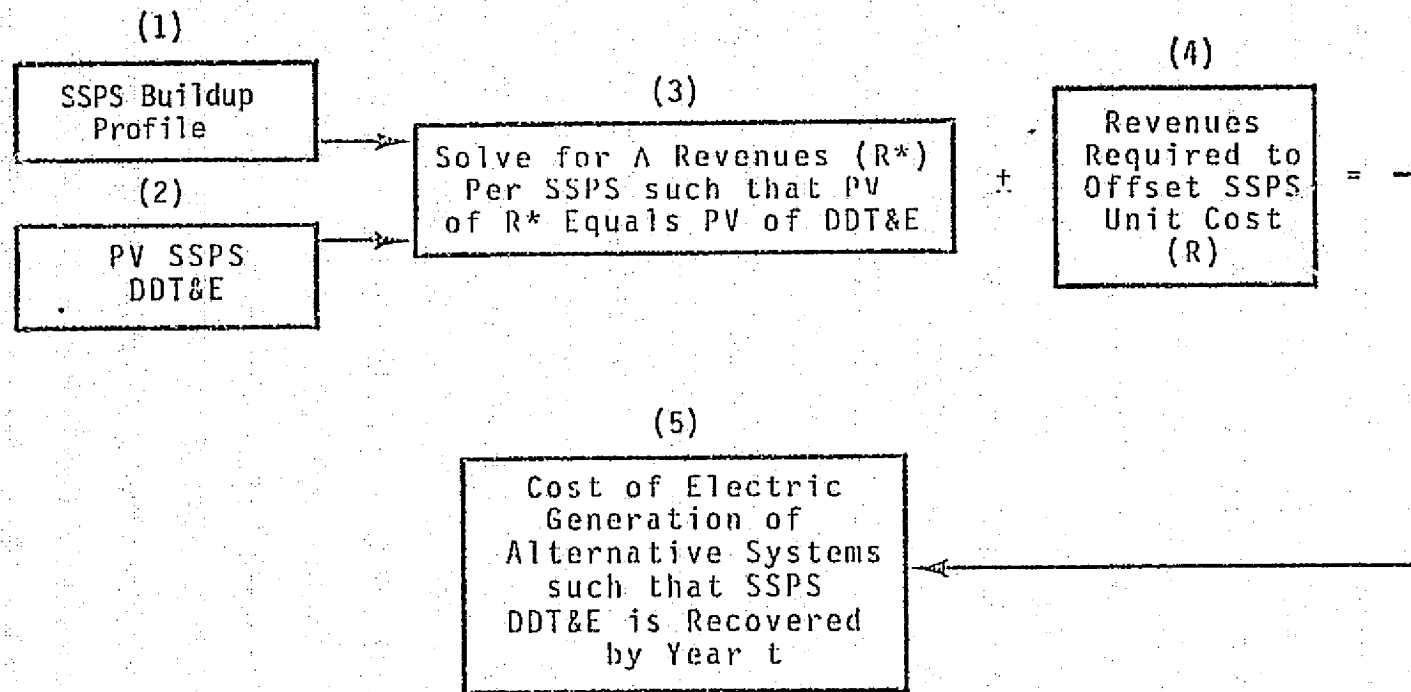 (1)
SSPS Buildup
Profile
(2)
PV SSPS
DDT&E
(3)
Solve for Λ Revenues (R*)
Per SSPS such that PV
of R* Equals PV of DDT&E
+
(4)
Revenues
Required to
Offset SSPS
Unit Cost
(R)
=
(5)
Cost of Electric
Generation of
Alternative Systems
such that SSPS
DDT&E is Recovered
by Year t